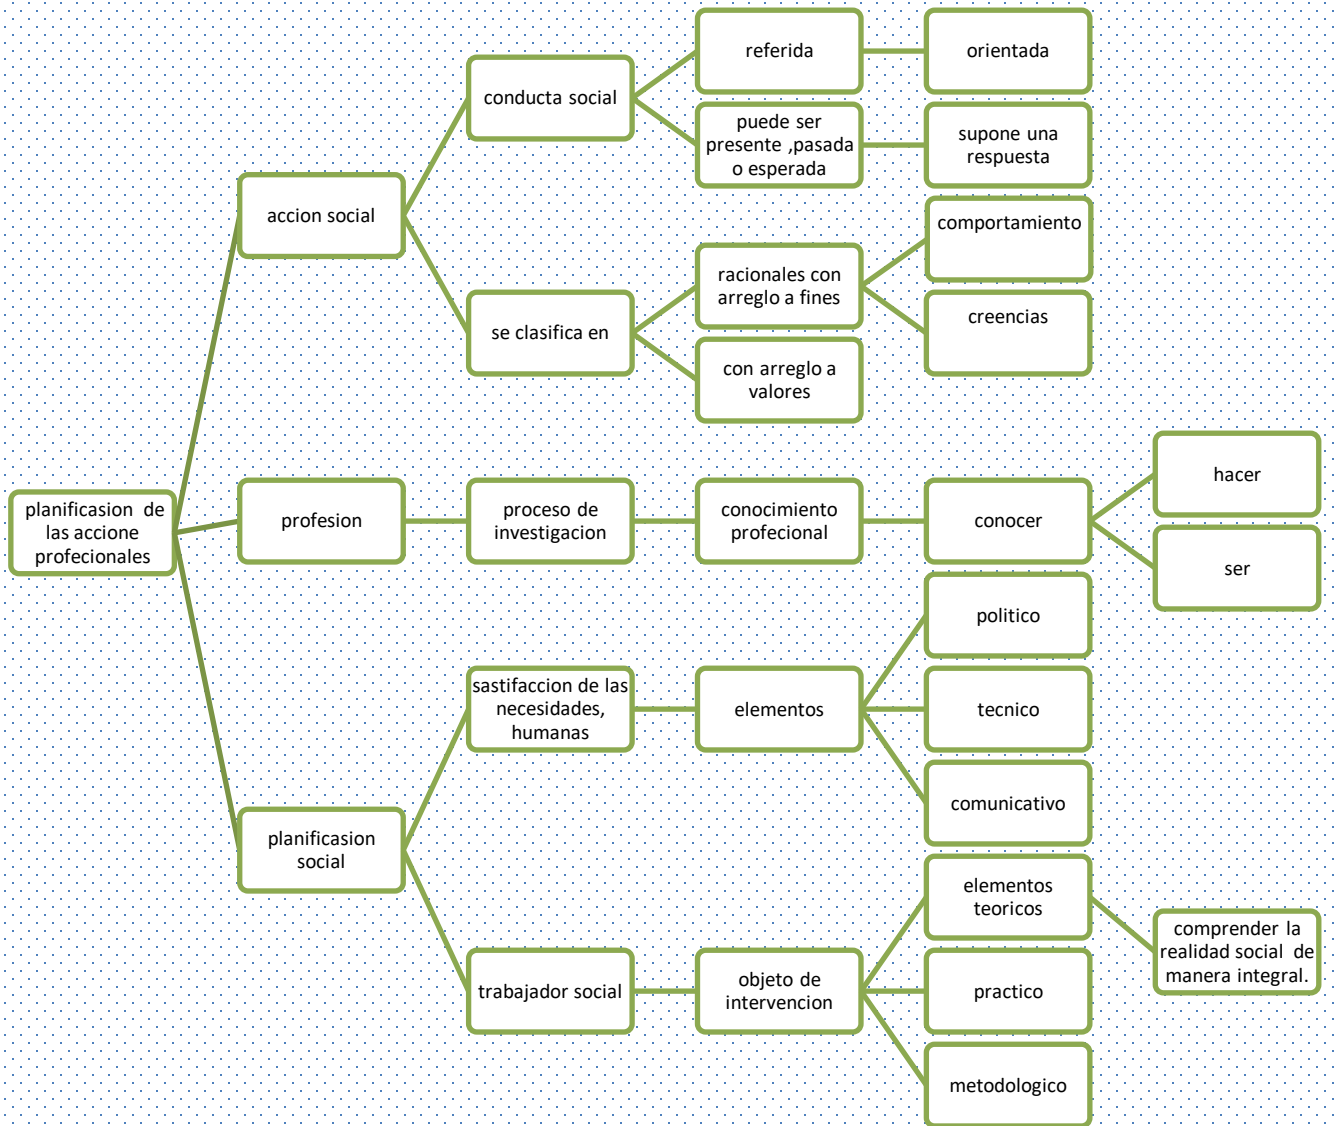 referida
orientada
conducta social
puede ser
presente ,pasada
o esperada
supone una
respuesta
accion social
comportamiento
racionales con
arreglo a fines
creencias
se clasifica en
con arreglo a
valores
hacer
planificasion de
las accione
profecionales
profesion
proceso de
investigacion
conocimiento
profecional
conocer
ser
politico
sastifaccion de las
necesidades,
humanas
elementos
tecnico
comunicativo
planificasion
social
elementos
teoricos
comprender la
realidad social de
manera integral.
trabajador social
objeto de
intervencion
practico
metodologico